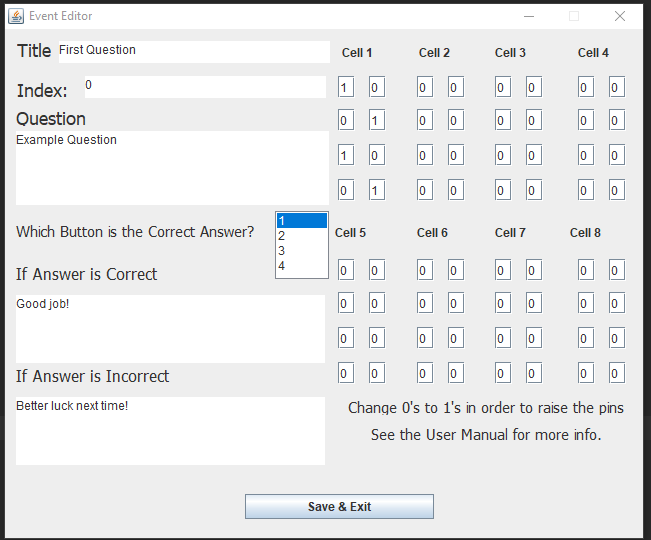 Event Editor
Title First Question
Index: 0
Question
Example Question
Which Button is the Correct Answer?
1
2
3
4
If Answer is Correct
Good job!
If Answer is Incorrect
Better luck next time!
Cell 1 Cell 2 Cell 3 Cell 4
1 0 0 0 0 0 0 0
0 1 0 0 0 0 0 0
1 0 0 0 0 0 0 0
0 1 0 0 0 0 0 0
Cell 5 Cell 6 Cell 7 Cell 8
0 0 0 0 0 0 0 0
0 0 0 0 0 0 0 0
0 0 0 0 0 0 0 0
0 0 0 0 0 0 0 0
Change 0's to 1's in order to raise the pins
See the User Manual for more info.
Save & Exit